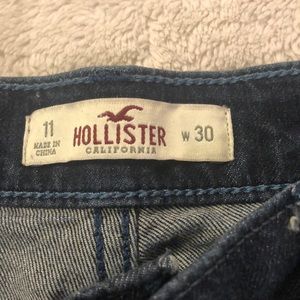 11
MADE IN
CHINA
HOLLISTER
CALIFORNIA
W 30